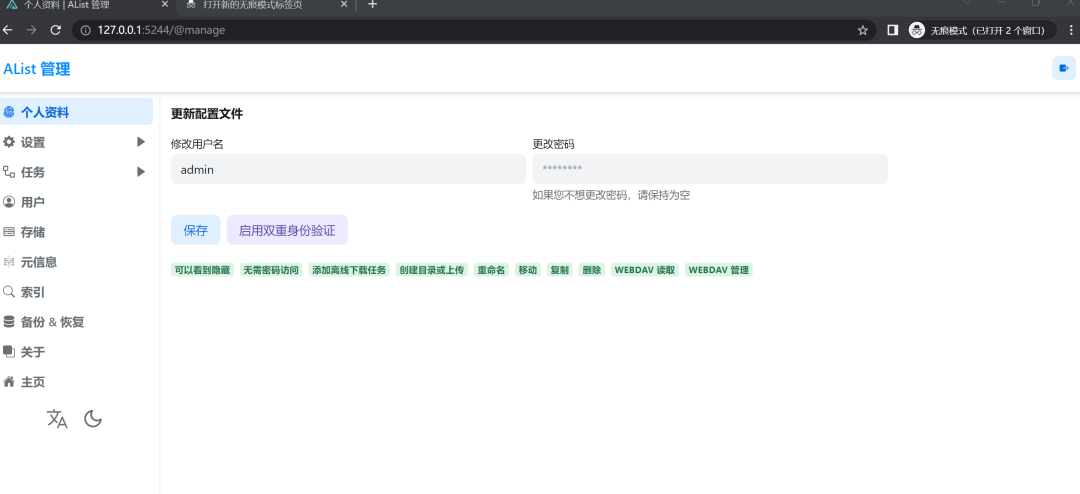 个人资料 | AList 管理
打开新的无痕模式标签页
127.0.0.1:5244/@manage
无痕模式（已打开 2 个窗口）
AList 管理
个人资料
设置
任务
用户
存储
元信息
索引
备份 & 恢复
关于
主页
更新配置文件
修改用户名
更改密码
admin
********
如果您不想更改密码，请保持为空
保存
启用双重身份验证
可以看到隐藏 无需密码访问 添加离线下载任务 创建目录或上传 重命名 移动 复制 删除 WEBDAV 读取 WEBDAV 管理